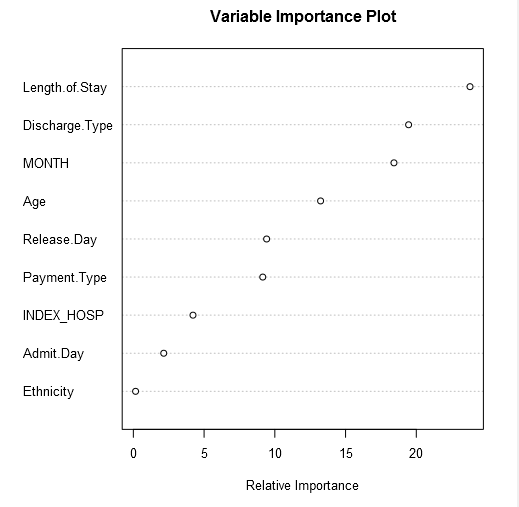 Variable Importance Plot
Length.of.Stay
Discharge.Type
MONTH
Age
Release.Day
Payment.Type
INDEX_HOSP
Admit.Day
Ethnicity
0 5 10 15 20
Relative Importance